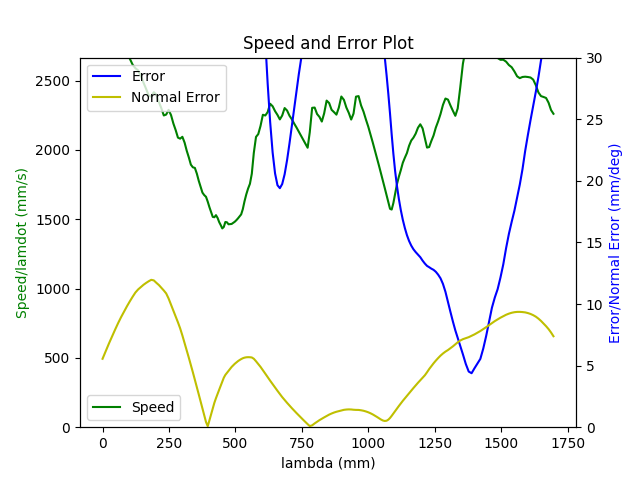 Speed and Error Plot
Error
Normal Error
Speed
2500
2000
1500
1000
500
0
Speed/lamdot (mm/s)
30
25
20
15
10
5
0
Error/Normal Error (mm/deg)
0 250 500 750 1000 1250 1500 1750
lambda (mm)